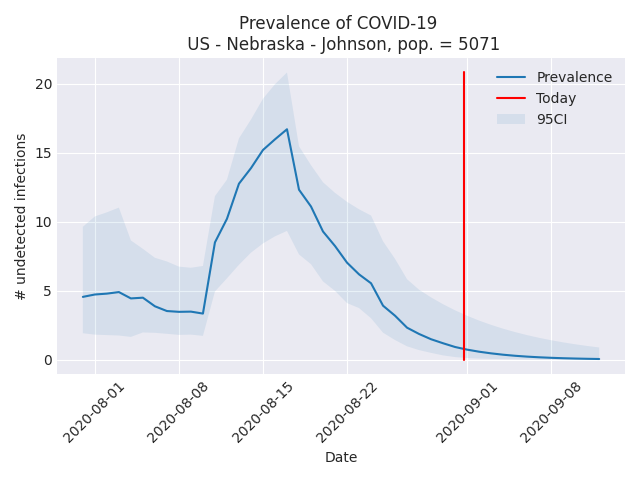 Prevalence of COVID-19
US - Nebraska - Johnson, pop. = 5071
Prevalence
Today
95CI
# undetected infections
20
15
10
5
0
2020-08-01
2020-08-08
2020-08-15
2020-08-22
2020-09-01
2020-09-08
Date